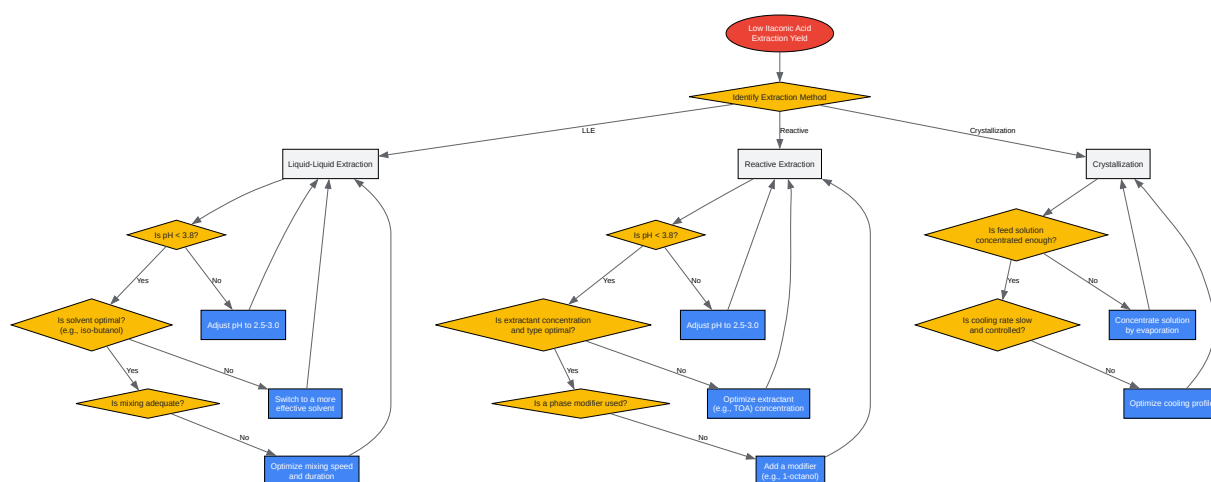 Low Itaconic Acid
Extraction Yield
Identify Extraction Method
LLE
Reactive
Crystallization
Liquid-Liquid Extraction
Reactive Extraction
Crystallization
Is pH < 3.8?
Is pH < 3.8?
Is feed solution
concentrated enough?
Yes
No
Yes
No
Yes
No
Is solvent optimal?
(e.g., iso-butanol)
Adjust pH to 2.5-3.0
Is extractant concentration
and type optimal?
Adjust pH to 2.5-3.0
Is cooling rate slow
and controlled?
Concentrate solution
by evaporation
Yes
No
Yes
No
No
Is mixing adequate?
Switch to a more
effective solvent
Is a phase modifier used?
Optimize extractant
(e.g., TOA) concentration
Optimize cooling profile
No
No
Optimize mixing speed
and duration
Add a modifier
(e.g., 1-octanol)